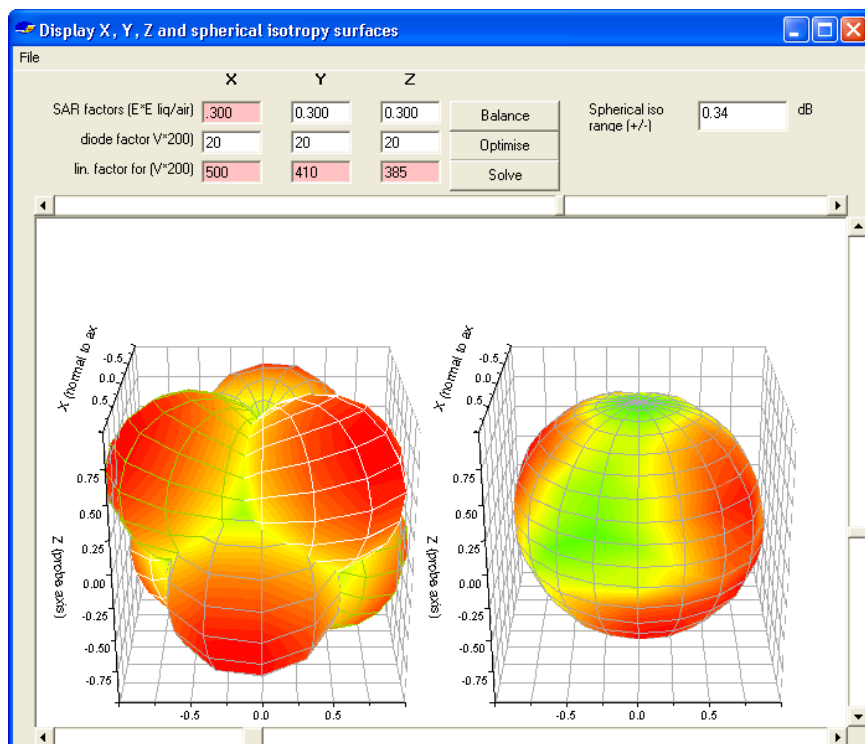 Display X, Y, Z and spherical isotropy surfaces
File
X Y Z
SAR factors (E*E liq/air) .300 0.300 0.300 Balance Spherical iso 0.34 dB
range (+/-)
diode factor V*200) 20 20 20 Optimise
lin. factor for (V*200) 500 410 385 Solve
X (normal to ax
-0.5
0.0
0.5
0.75
0.50
0.25
0.00
-0.25
-0.50
-0.75
Z (probe axis)
-0.5 0.0 0.5
X (normal to ax
-0.5
0.0
0.5
0.75
0.50
0.25
0.00
-0.25
-0.50
-0.75
Z (probe axis)
-0.5 0.0 0.5